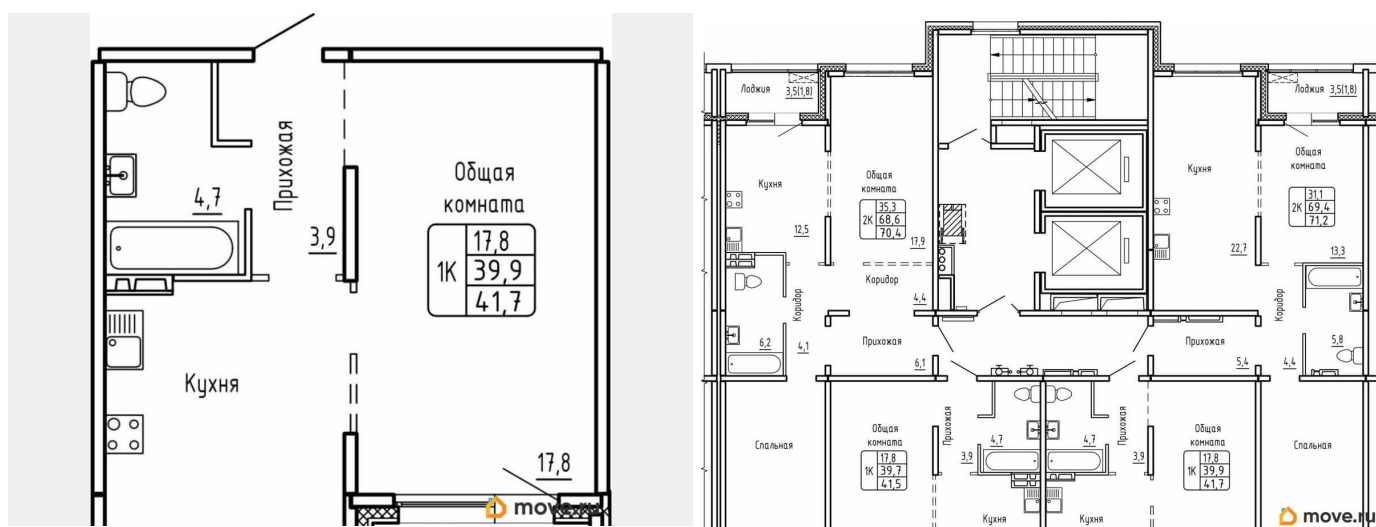 Прихожая
Общая
комната
4,7
3,9
1К
17,8
39,9
41,7
Кухня
17,8
move.ru
Лоджия
3,5(1,8)
Лоджия
3,5(1,8)
Кухня
Общая
комната
2К
35,3
68,6
70,4
12,5
17,9
Коридор
4,4
Коридор
Прихожая
6,2
4,1
6,1
Кухня
Общая
комната
2К
31,1
69,4
71,2
22,7
13,3
Коридор
Прихожая
5,8
5,4
4,4
Спальная
Общая
комната
1К
17,8
39,7
41,5
Прихожая
3,9
4,7
Кухня
4,7
Прихожая
3,9
Кухня
Общая
комната
1К
17,8
39,9
41,7
Спальная
move.ru